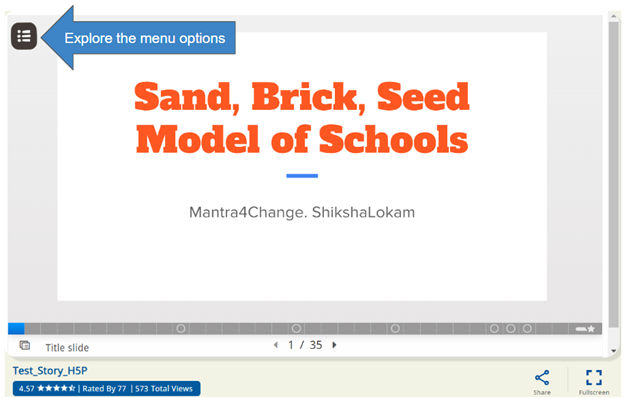 Explore the menu options
Sand, Brick, Seed
Model of Schools
Mantra4Change. ShikshaLokam
Title slide
1 / 35
Test_Story_H5P
4.57 | Rated By 77 | 573 Total Views
Share
Fullscreen